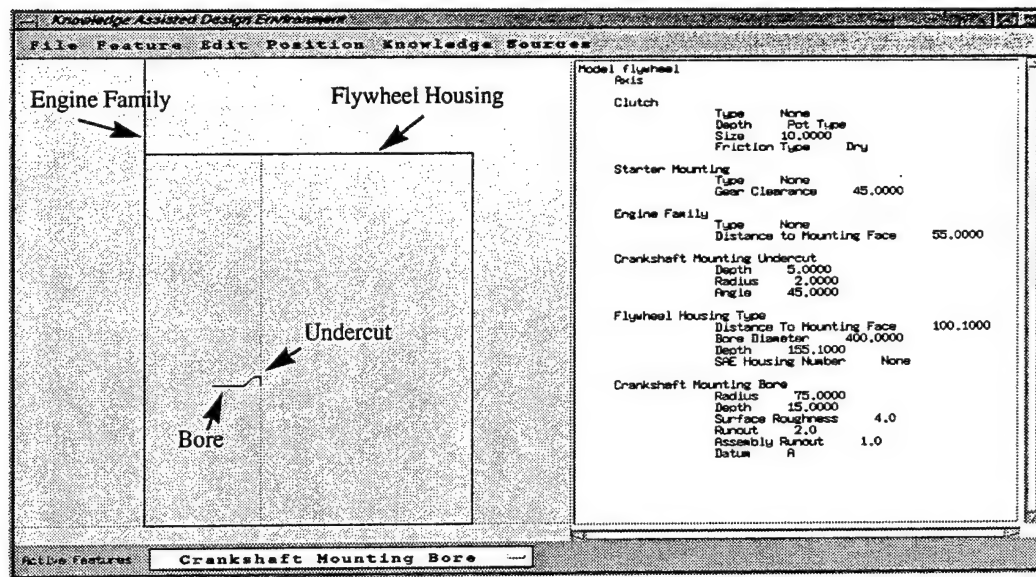 Knowledge Assisted Design Environment
File Feature Edit Position Knowledge Sources
Engine Family
Flywheel Housing
Undercut
Bore
Model flywheel
Axis
Clutch
Type None
Depth Pot Type
Size 10.0000
Friction Type Dry
Starter Mounting
Type None
Gear Clearance 45.0000
Engine Family
Type None
Distance to Mounting Face 55.0000
Crankshaft Mounting Undercut
Depth 5.0000
Radius 2.0000
Angle 45.0000
Flywheel Housing Type
Distance To Mounting Face 100.1000
Bore Diameter 400.0000
Depth 155.1000
SAE Housing Number None
Crankshaft Mounting Bore
Radius 75.0000
Depth 15.0000
Surface Roughness 4.0
Runout 2.0
Assembly Runout 1.0
Datum A
Active Features Crankshaft Mounting Bore